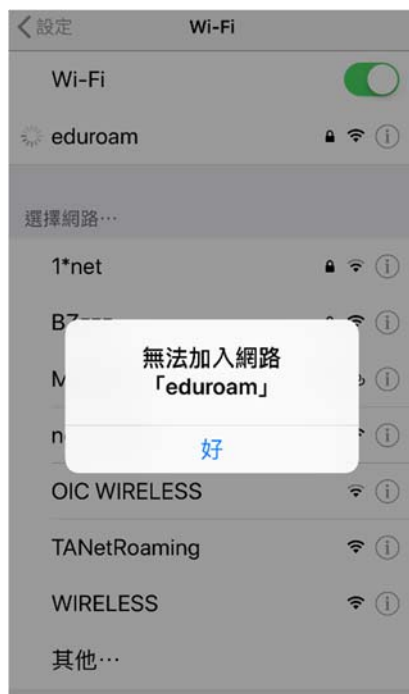 設定
Wi-Fi
Wi-Fi
eduroam
選擇網路…
1*net
無法加入網路
「eduroam」
好
OIC WIRELESS
TANetRoaming
WIRELESS
其他…